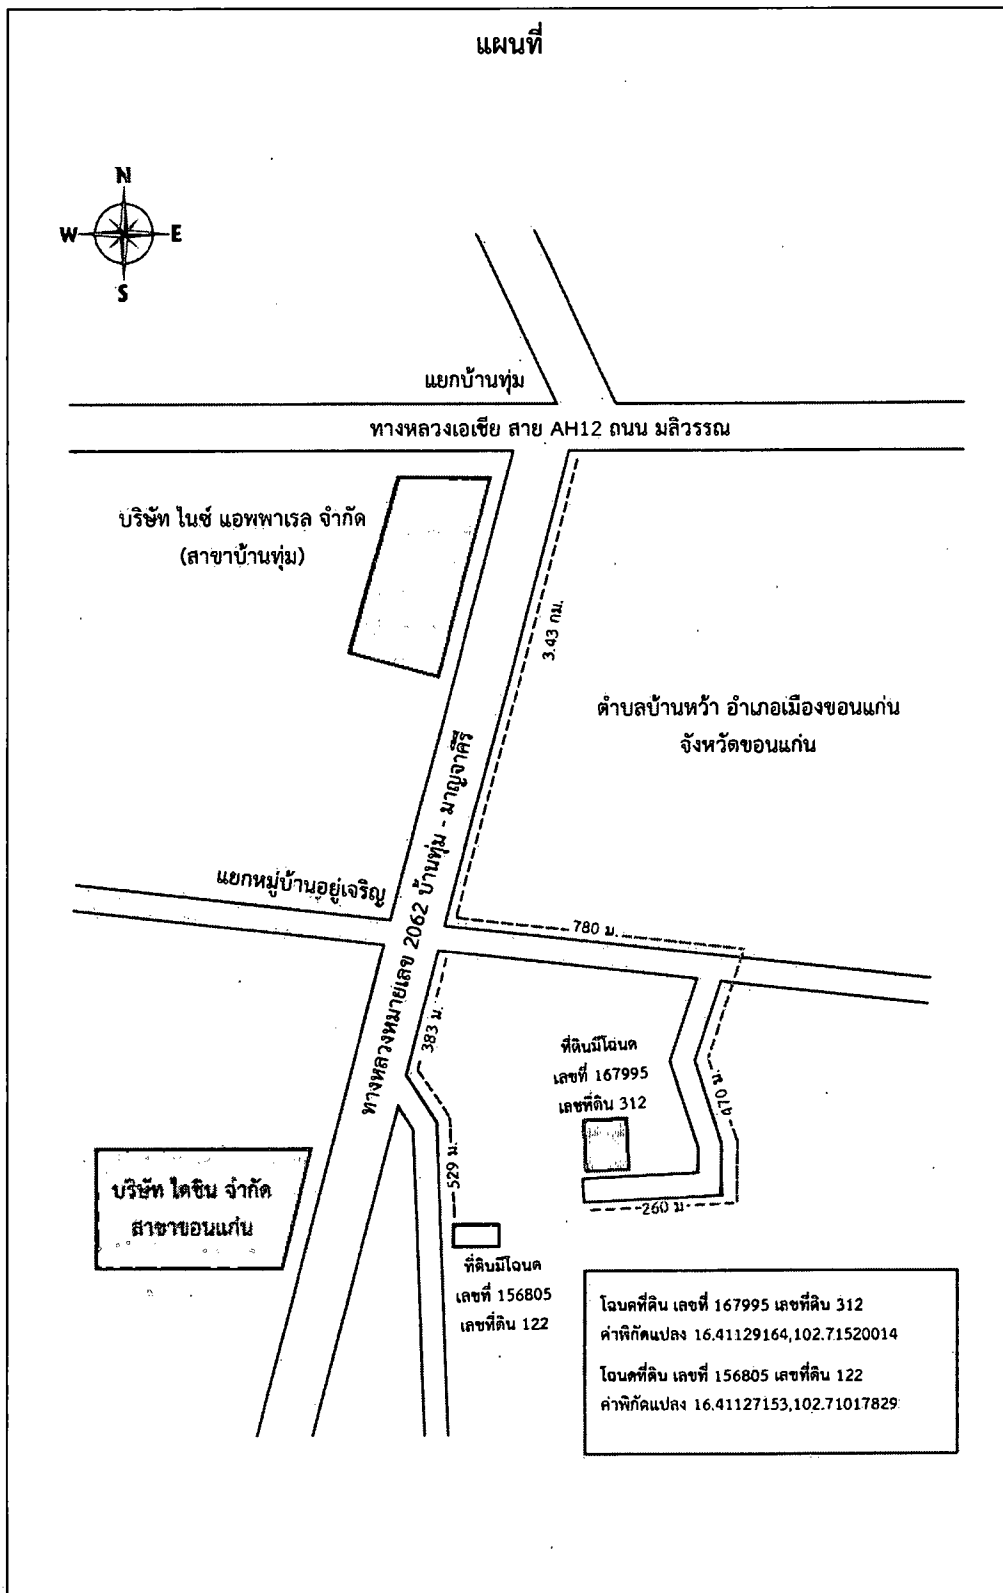 แผนที่
N
W E
S
แยกบ้านทุ่ม
ทางหลวงเอเชีย สาย AH12 ถนน มลิวรรณ
บริษัท ไนซ์ แอพพาเรล จำกัด
(สาขาบ้านทุ่ม)
3.43 กม.
ตำบลบ้านหว้า อำเภอเมืองขอนแก่น
จังหวัดขอนแก่น
ทางหลวงหมายเลข 2062 บ้านทุ่ม - มาญจาคีรี
แยกหมู่บ้านอยู่เจริญ
780 ม.
383 ม.
ที่ดินมีโฉนด
เลขที่ 167995
เลขที่ดิน 312
470 ม.
529 ม.
260 ม
บริษัท ไดชิน จำกัด
สาขาขอนแก่น
ที่ดินมีโฉนด
เลขที่ 156805
เลขที่ดิน 122
โฉนดที่ดิน เลขที่ 167995 เลขที่ดิน 312
ค่าพิกัดแปลง 16.41129164,102.71520014
โฉนดที่ดิน เลขที่ 156805 เลขที่ดิน 122
ค่าพิกัดแปลง 16.41127153,102.71017829